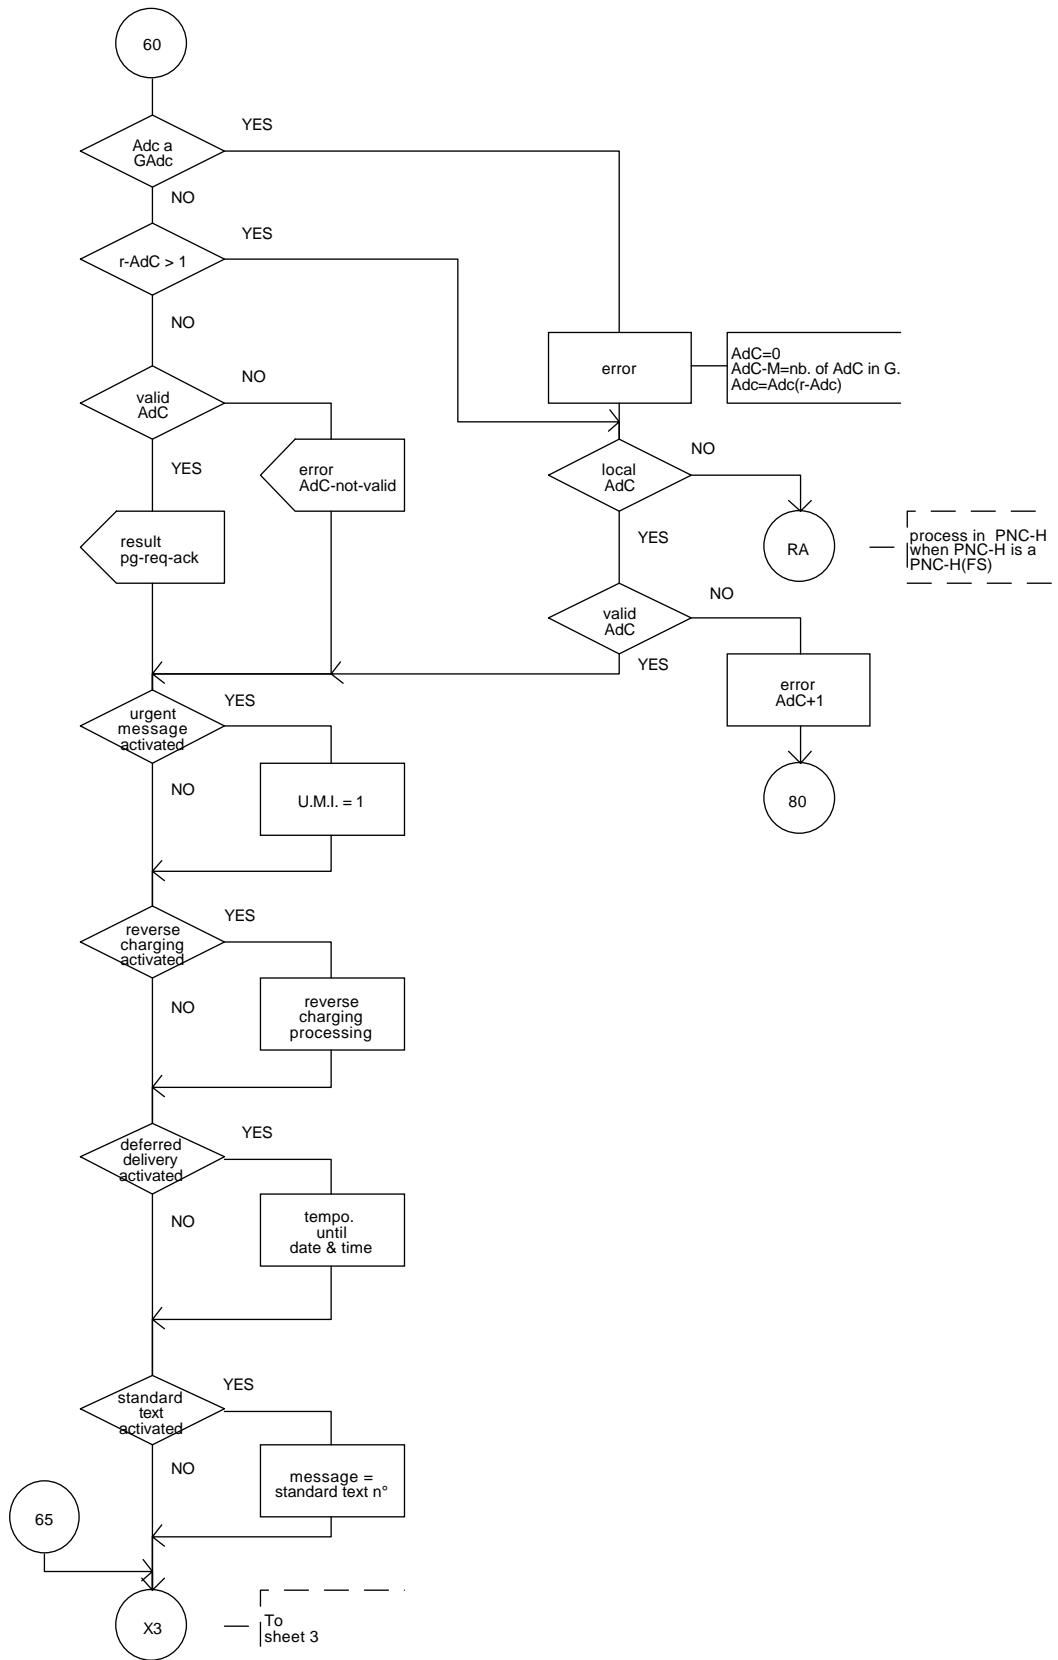 60
YES
Adc a
GAdc
NO
YES
r-AdC > 1
NO
error
AdC=0
AdC-M=nb. of AdC in G.
Adc=Adc(r-Adc)
NO
valid
AdC
YES
error
AdC-not-valid
NO
local
AdC
YES
result
pg-req-ack
RA
process in PNC-H
when PNC-H is a
PNC-H(FS)
NO
valid
AdC
YES
error
AdC+1
YES
urgent
message
activated
NO
U.M.I. = 1
80
YES
reverse
charging
activated
NO
reverse
charging
processing
YES
deferred
delivery
activated
NO
tempo.
until
date & time
YES
standard
text
activated
NO
message =
standard text n°
65
X3
To
sheet 3